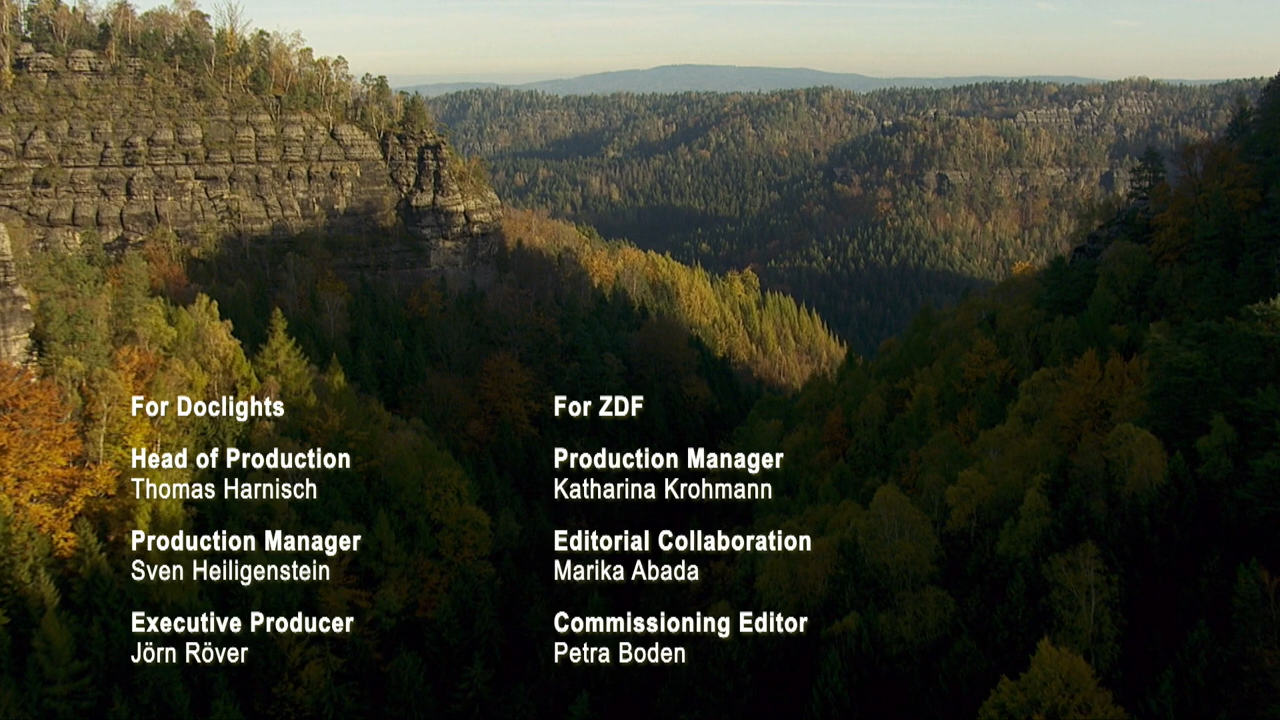 For Doclights
Head of Production
Thomas Harnisch
Production Manager
Sven Heiligenstein
Executive Producer
Jörn Röver
For ZDF
Production Manager
Katharina Krohmann
Editorial Collaboration
Marika Abada
Commissioning Editor
Petra Boden